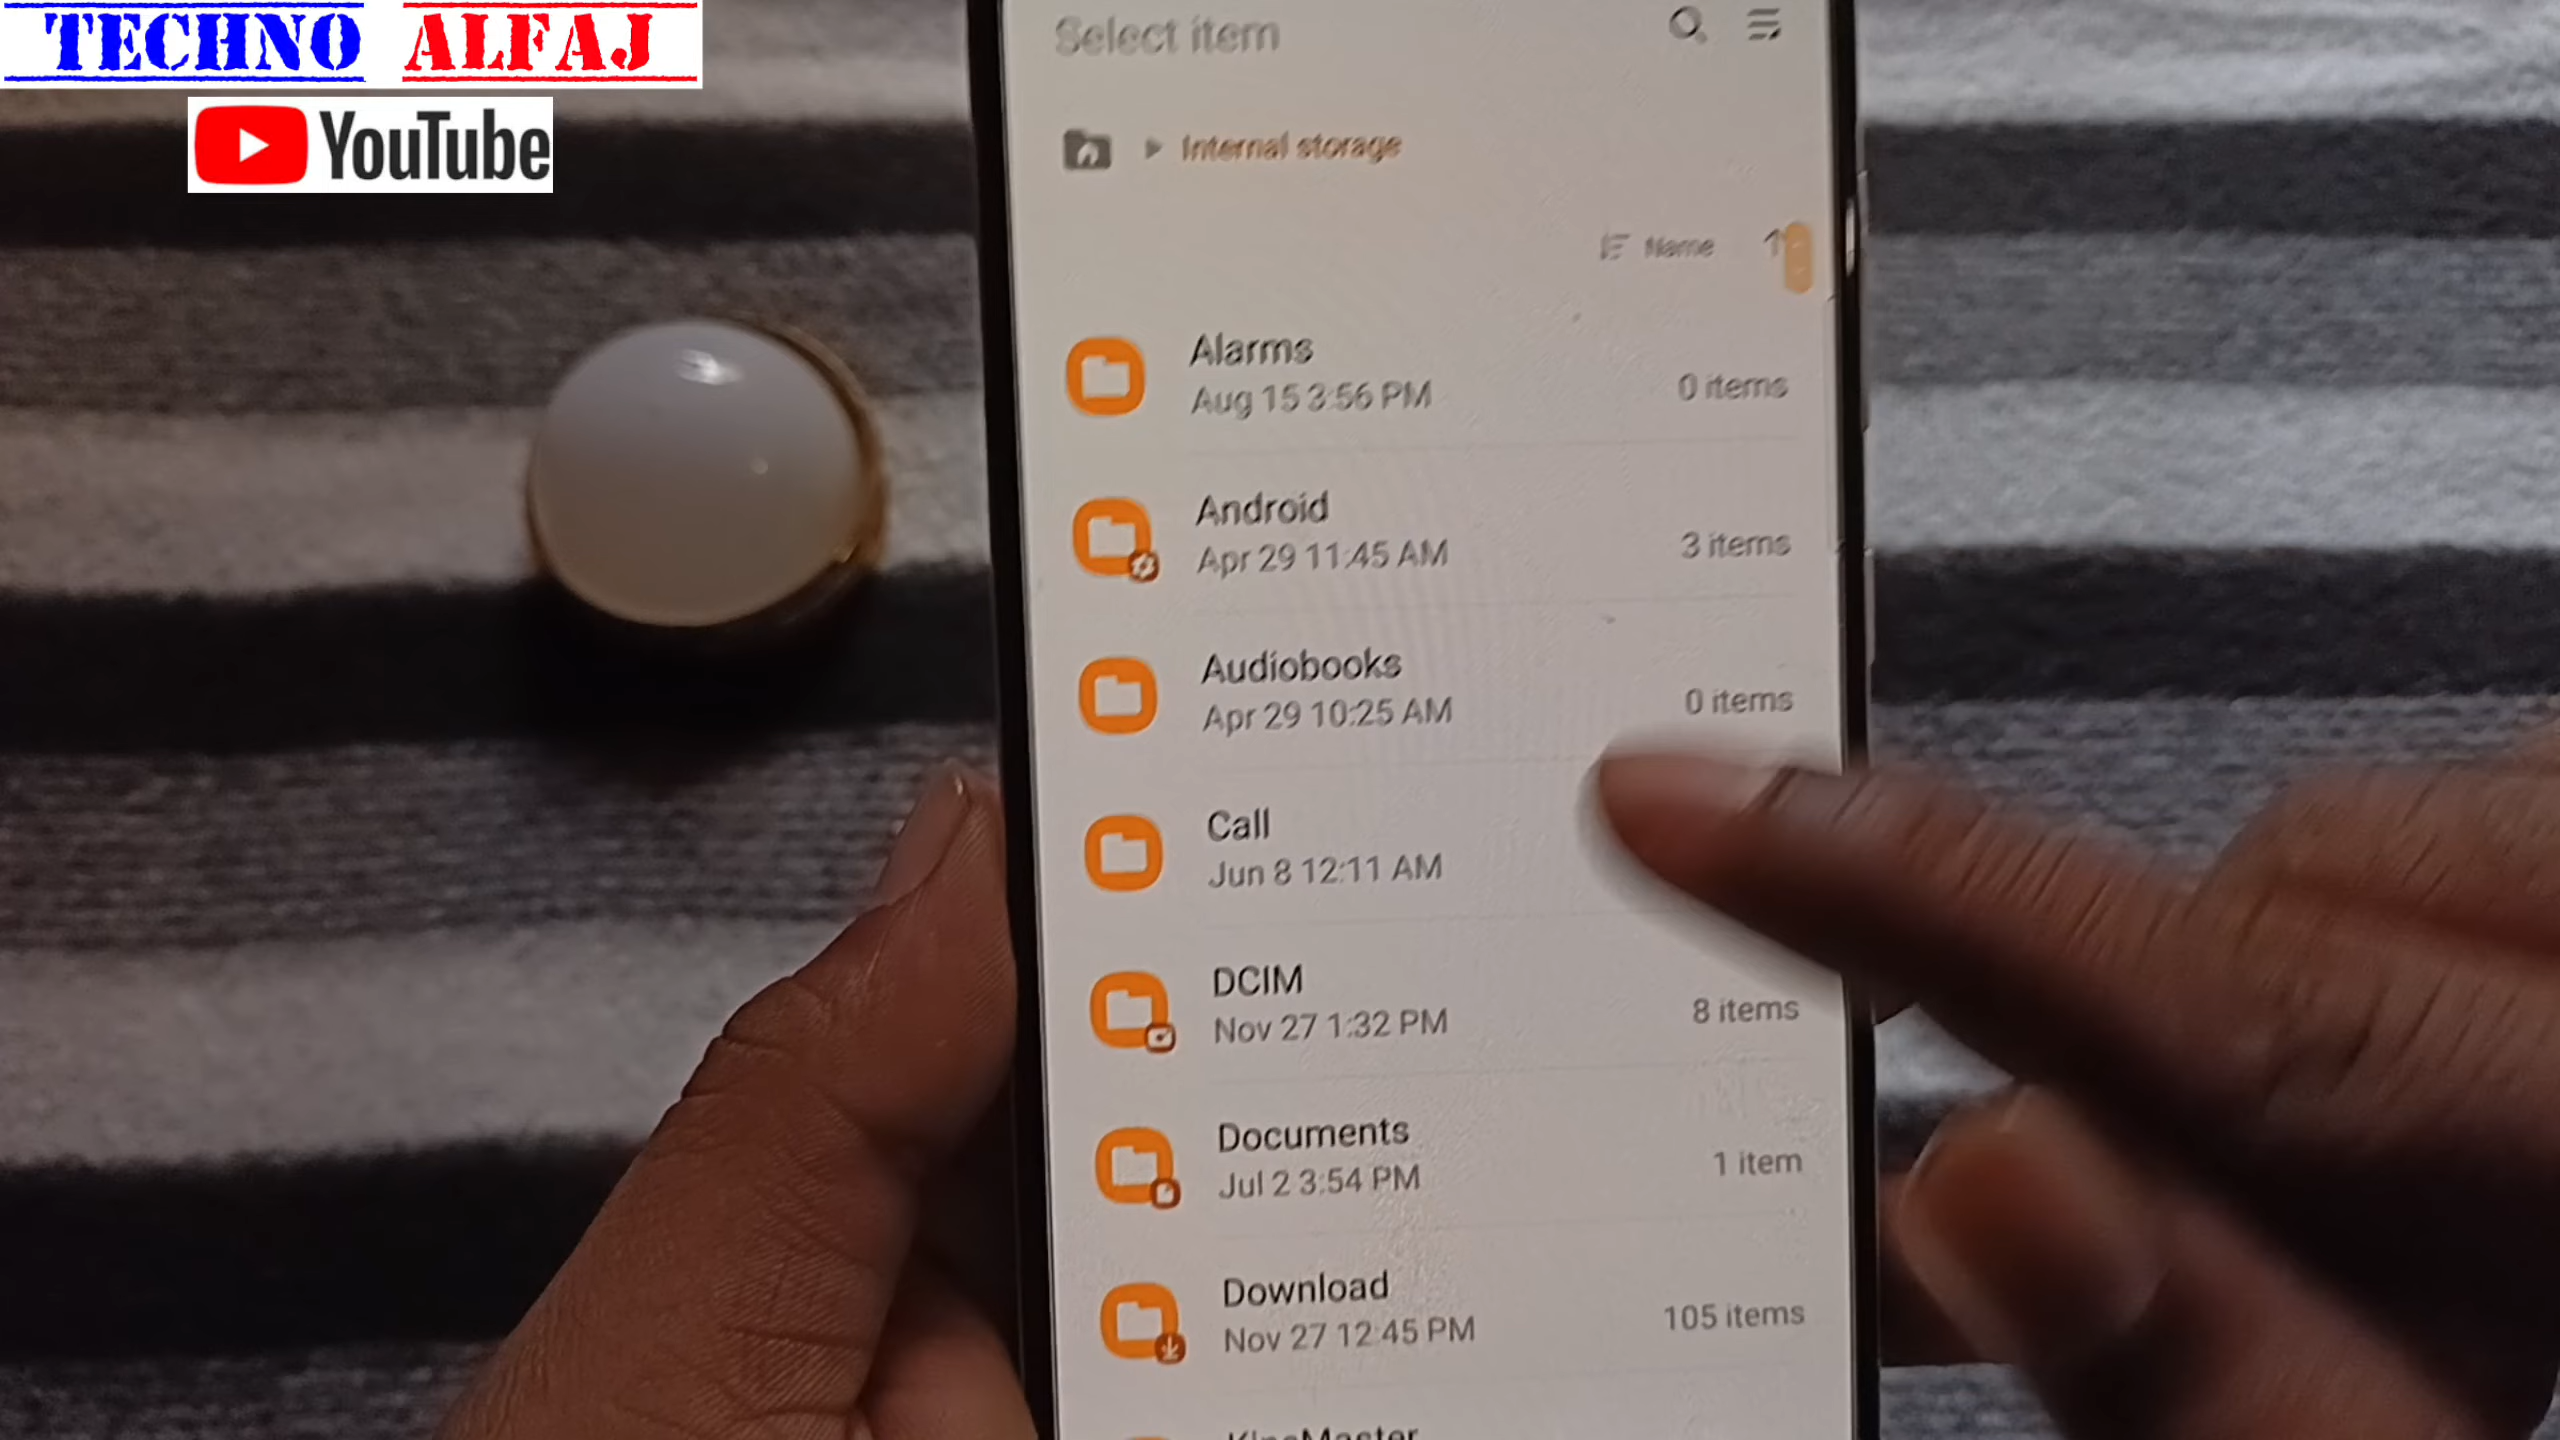 TECHNO ALFAJ
YouTube
Select item
Internal storage
Name
Alarms
Aug 15 3:56 PM
0 items
Android
Apr 29 11:45 AM
3 items
Audiobooks
Apr 29 10:25 AM
0 items
Call
Jun 8 12:11 AM
DCIM
Nov 27 1:32 PM
8 items
Documents
Jul 2 3:54 PM
1 item
Download
Nov 27 12:45 PM
105 items
KineMaster